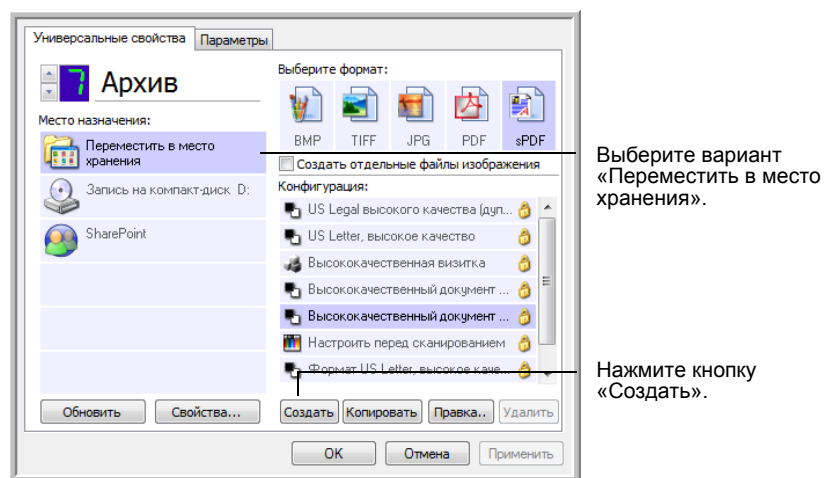 Универсальные свойства
Параметры
7
Архив
Место назначения:
Переместить в место
хранения
Запись на компакт-диск D:
SharePoint
Выберите формат:
BMP
TIFF
JPG
PDF
sPDF
Создать отдельные файлы изображения
Конфигурация:
US Legal высокого качества (дуп...
US Letter, высокое качество
Высококачественная визитка
Высококачественный документ ...
Высококачественный документ ...
Настроить перед сканированием
Формат US Letter, высокое каче...
Обновить
Свойства...
Создать
Копировать
Правка..
Удалить
OK
Отмена
Применить
Выберите вариант
«Переместить в место
хранения».
Нажмите кнопку
«Создать».